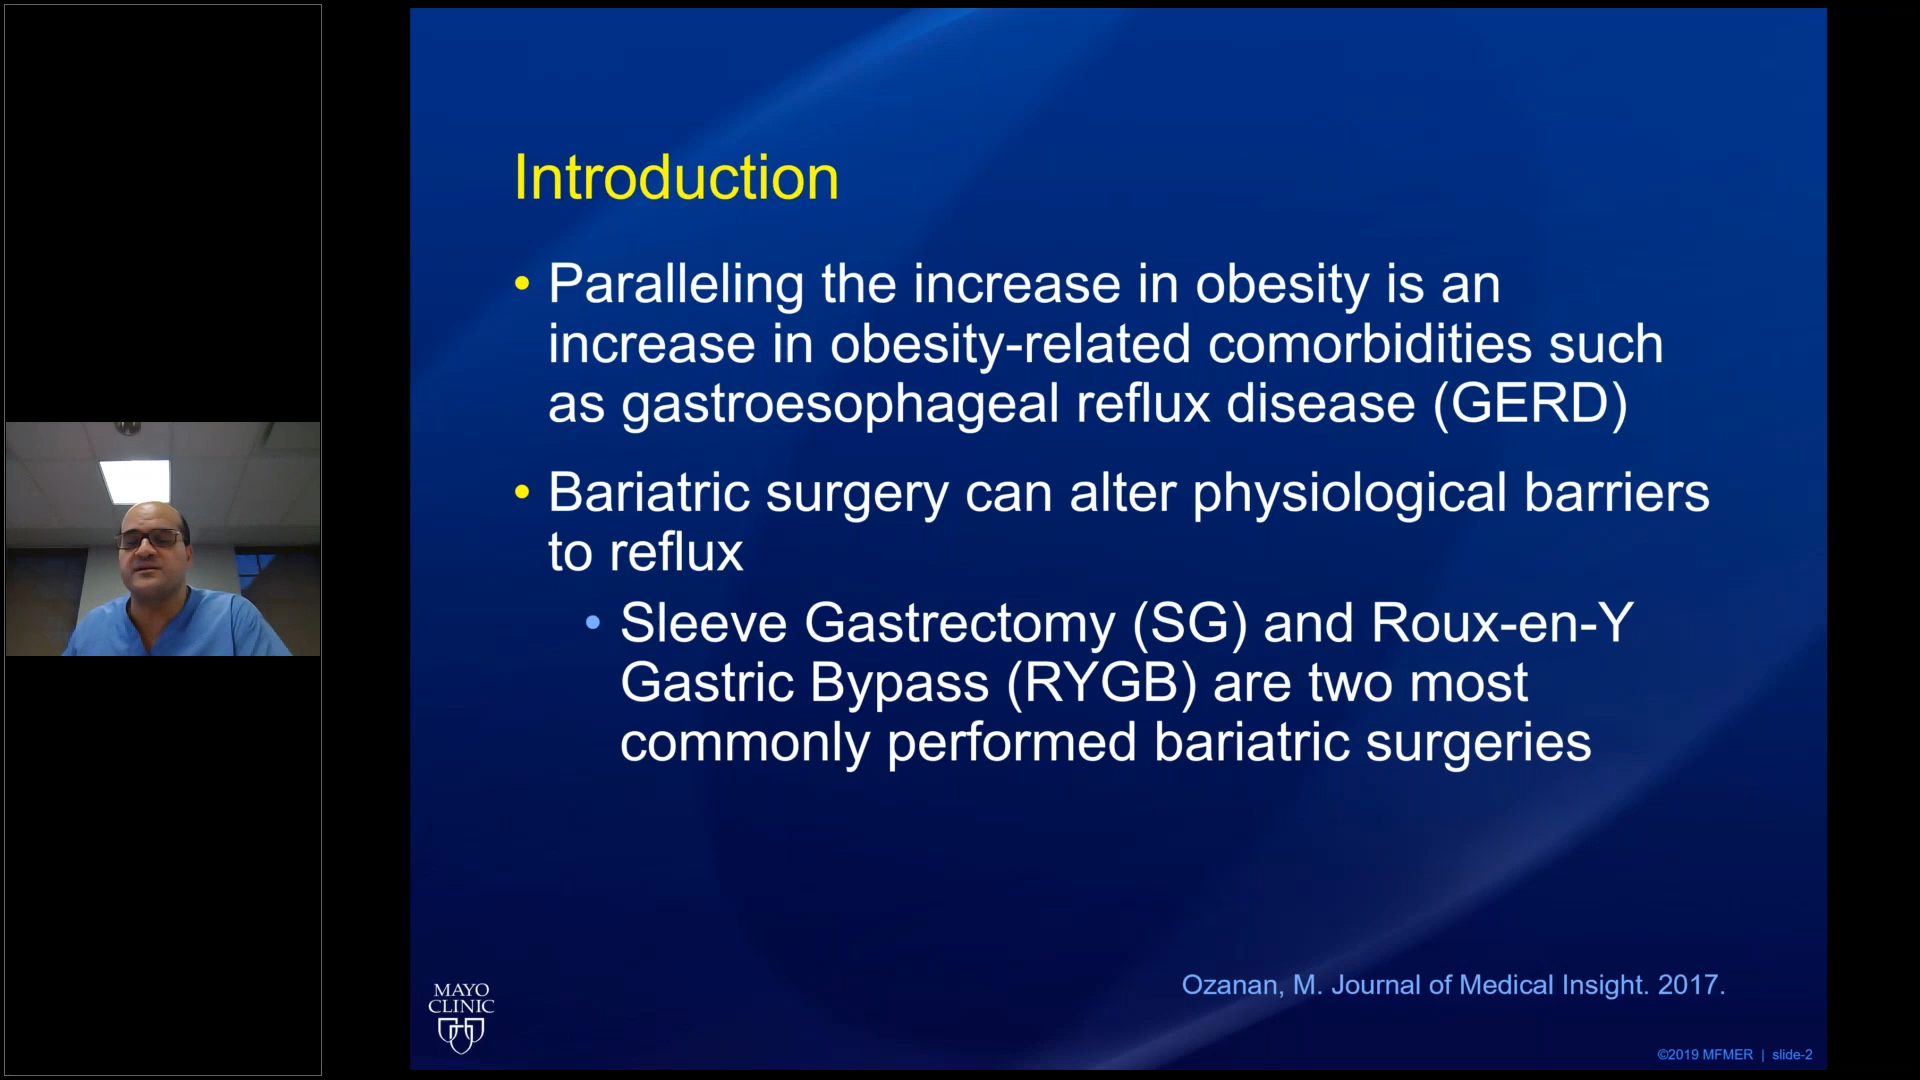 Introduction
• Paralleling the increase in obesity is an
increase in obesity-related comorbidities such
as gastroesophageal reflux disease (GERD)
• Bariatric surgery can alter physiological barriers
to reflux
• Sleeve Gastrectomy (SG) and Roux-en-Y
Gastric Bypass (RYGB) are two most
commonly performed bariatric surgeries
Ozanan, M. Journal of Medical Insight. 2017.
MAYO
CLINIC
©2019 MFMER | slide-2